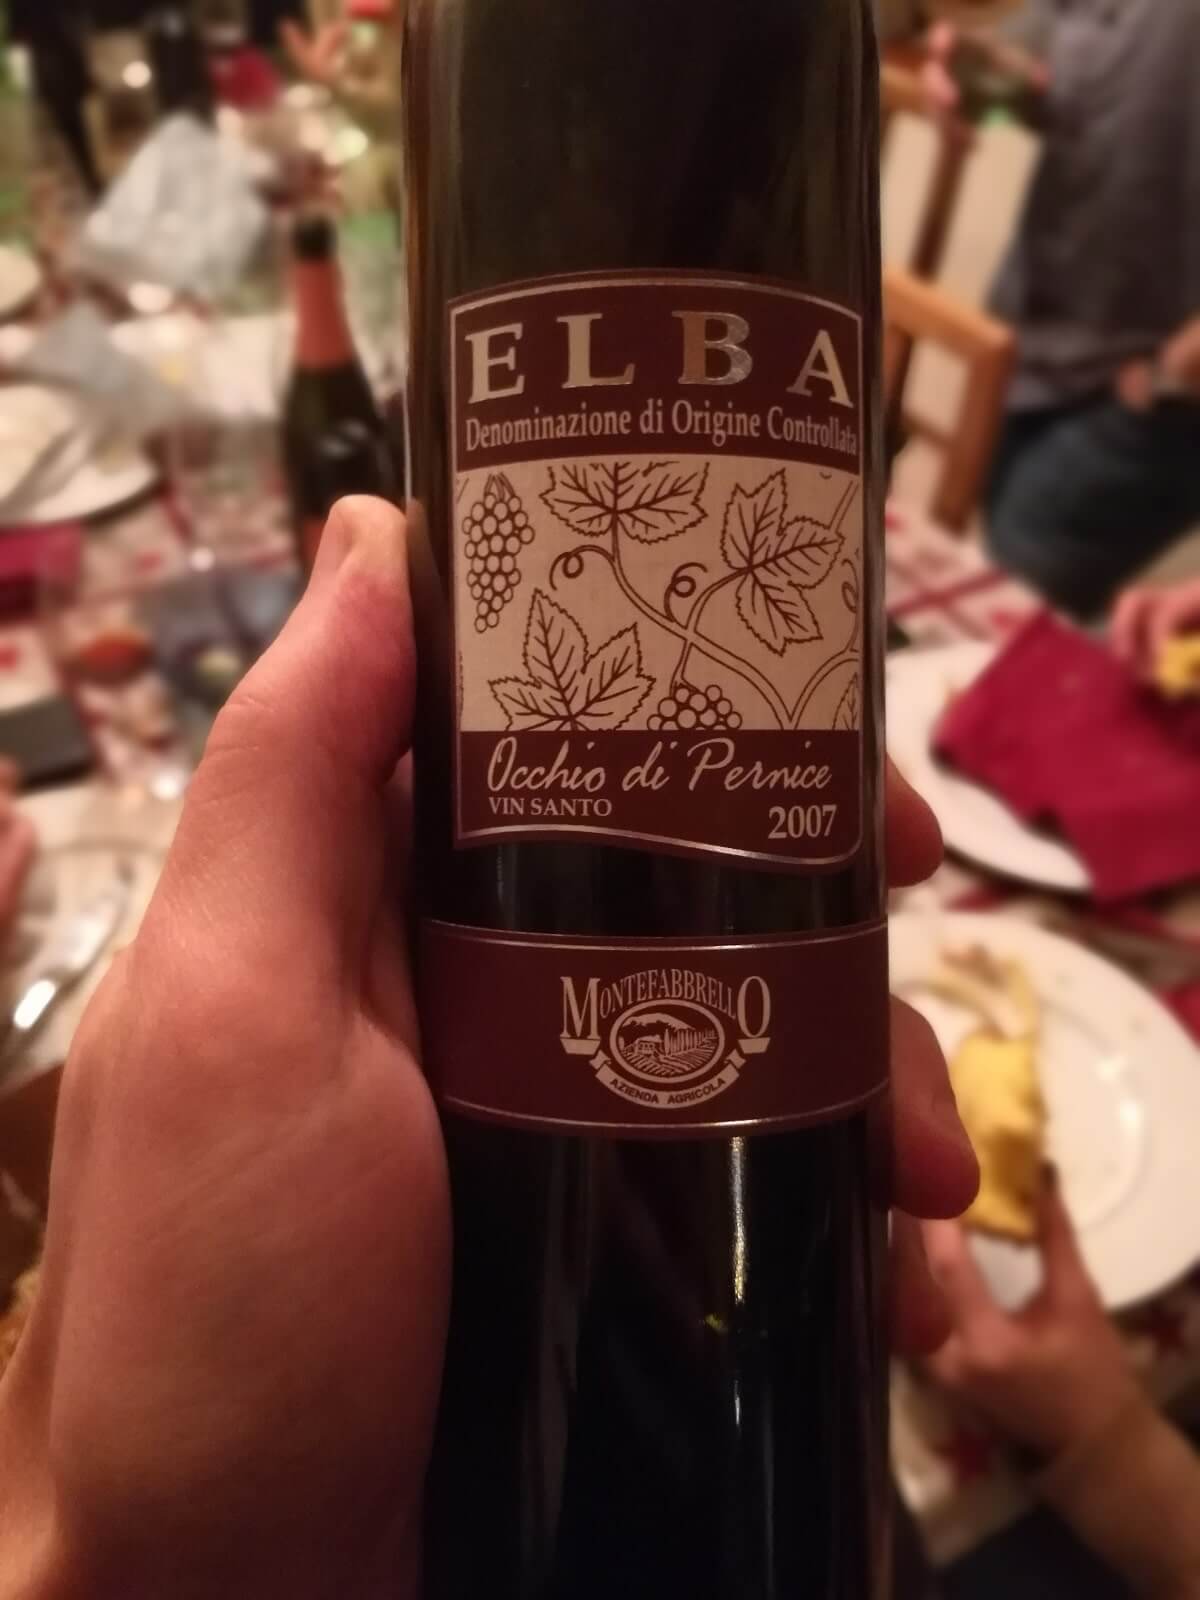 ELBA
Denominazione di Origine Controllata
Occhio di Pernice
VIN SANTO
2007
MONTEFABBRELLO
AZIENDA AGRICOLA